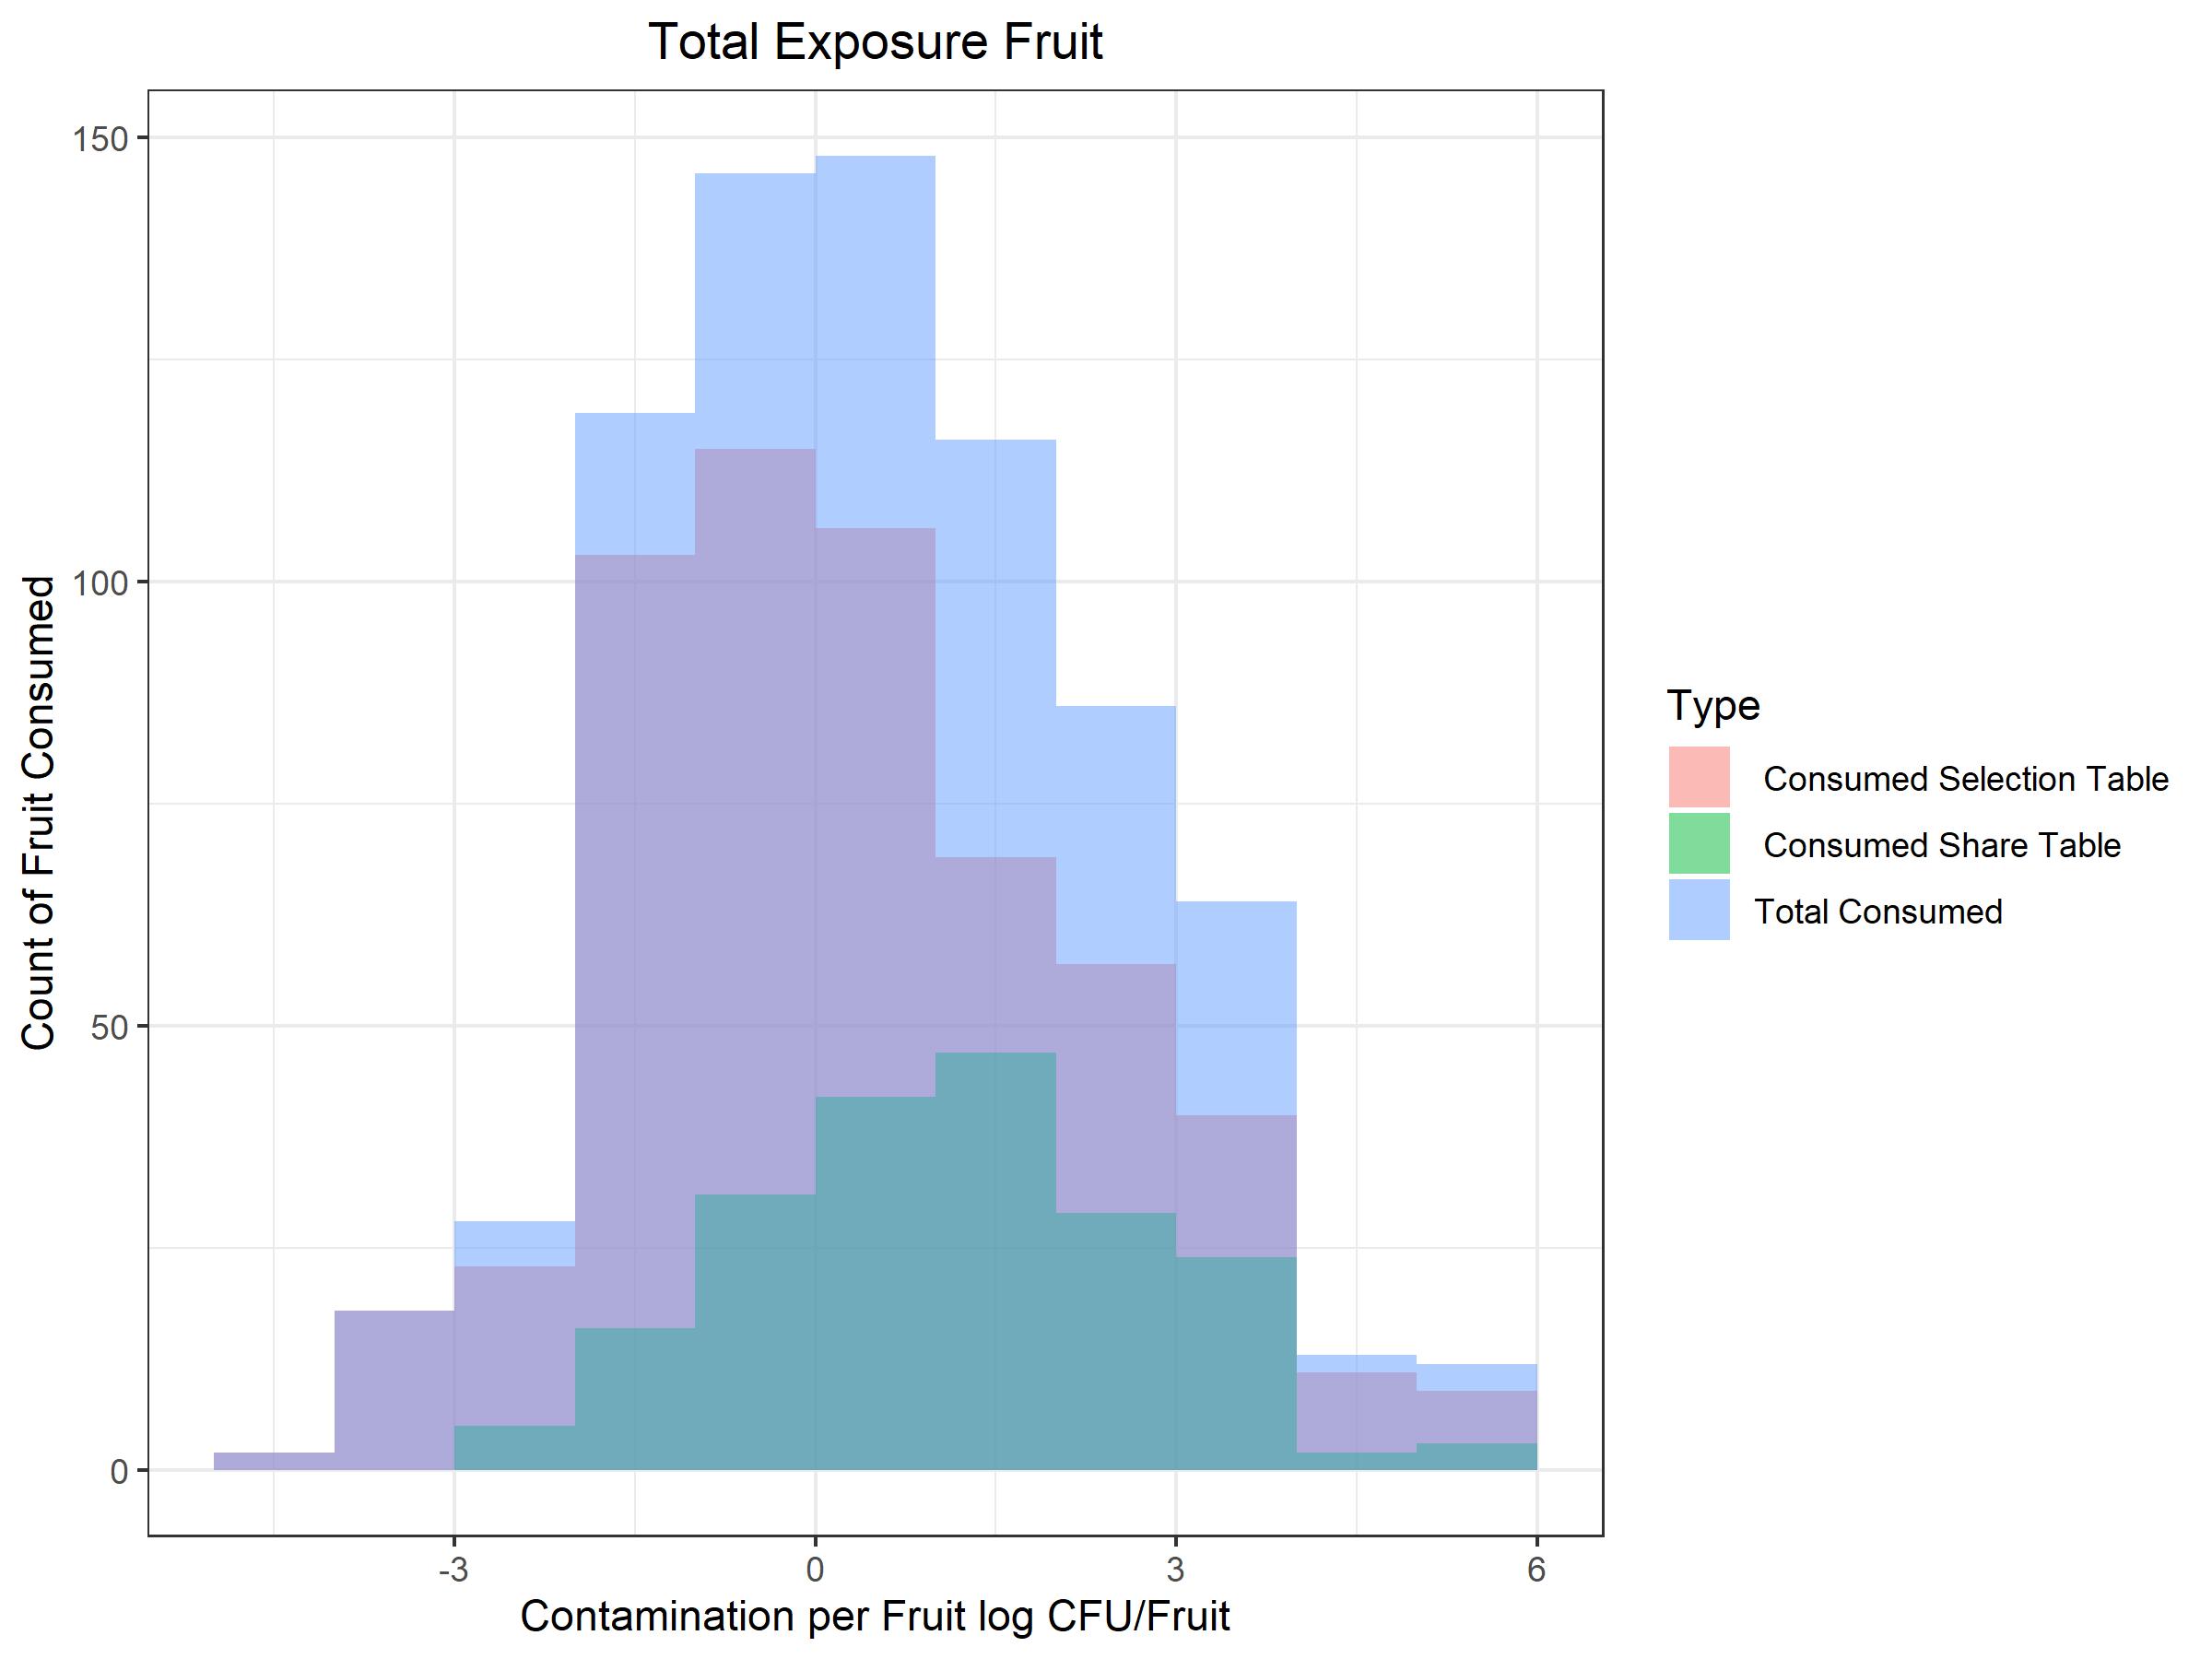 Total Exposure Fruit
150
100
50
0
Count of Fruit Consumed
-3
0
3
6
Contamination per Fruit log CFU/Fruit
Type
Consumed Selection Table
Consumed Share Table
Total Consumed